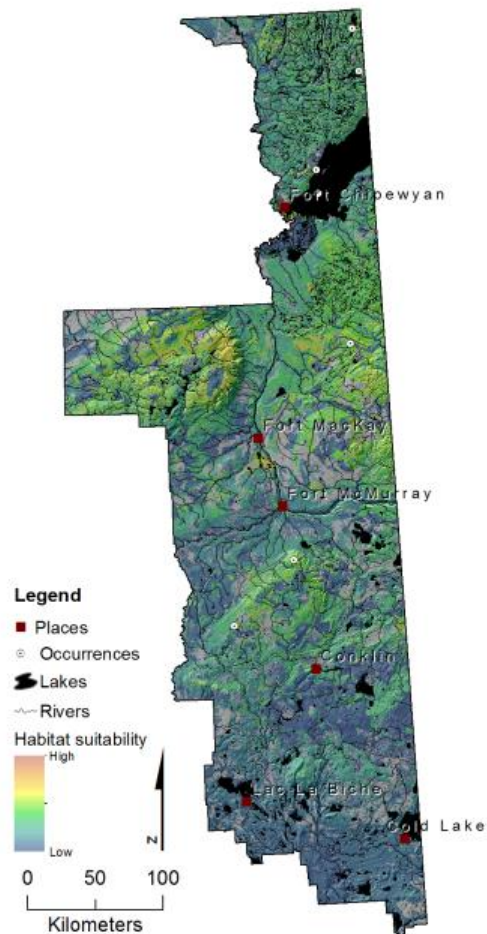 Fort Chipewyan
Fort MacKay
Fort McMurray
Conklin
Lac La Biche
Cold Lake
Legend
Places
Occurrences
Lakes
Rivers
Habitat suitability
High
Low
N
0 50 100
Kilometers